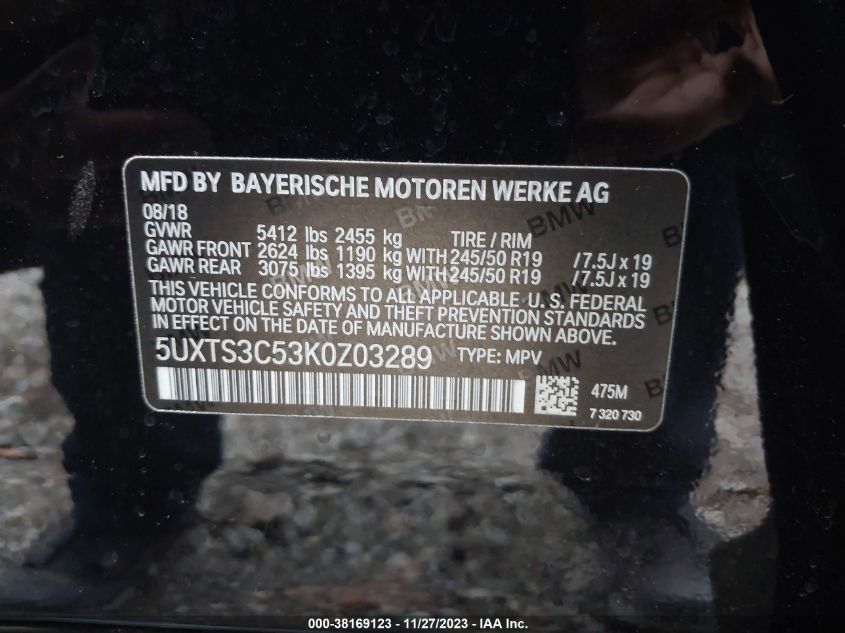 MFD BY BAYERISCHE MOTOREN WERKE AG
08/18
GVWR 5412 lbs 2455 kg TIRE / RIM
GAWR FRONT 2624 lbs 1190 kg WITH 245/50 R19 /7.5J x 19
GAWR REAR 3075 lbs 1395 kg WITH 245/50 R19 /7.5J x 19
THIS VEHICLE CONFORMS TO ALL APPLICABLE U.S. FEDERAL
MOTOR VEHICLE SAFETY AND THEFT PREVENTION STANDARDS
IN EFFECT ON THE DATE OF MANUFACTURE SHOWN ABOVE.
5UXTS3C53K0Z03289 TYPE: MPV
475M
7 320 730
000-38169123 - 11/27/2023 - IAA Inc.